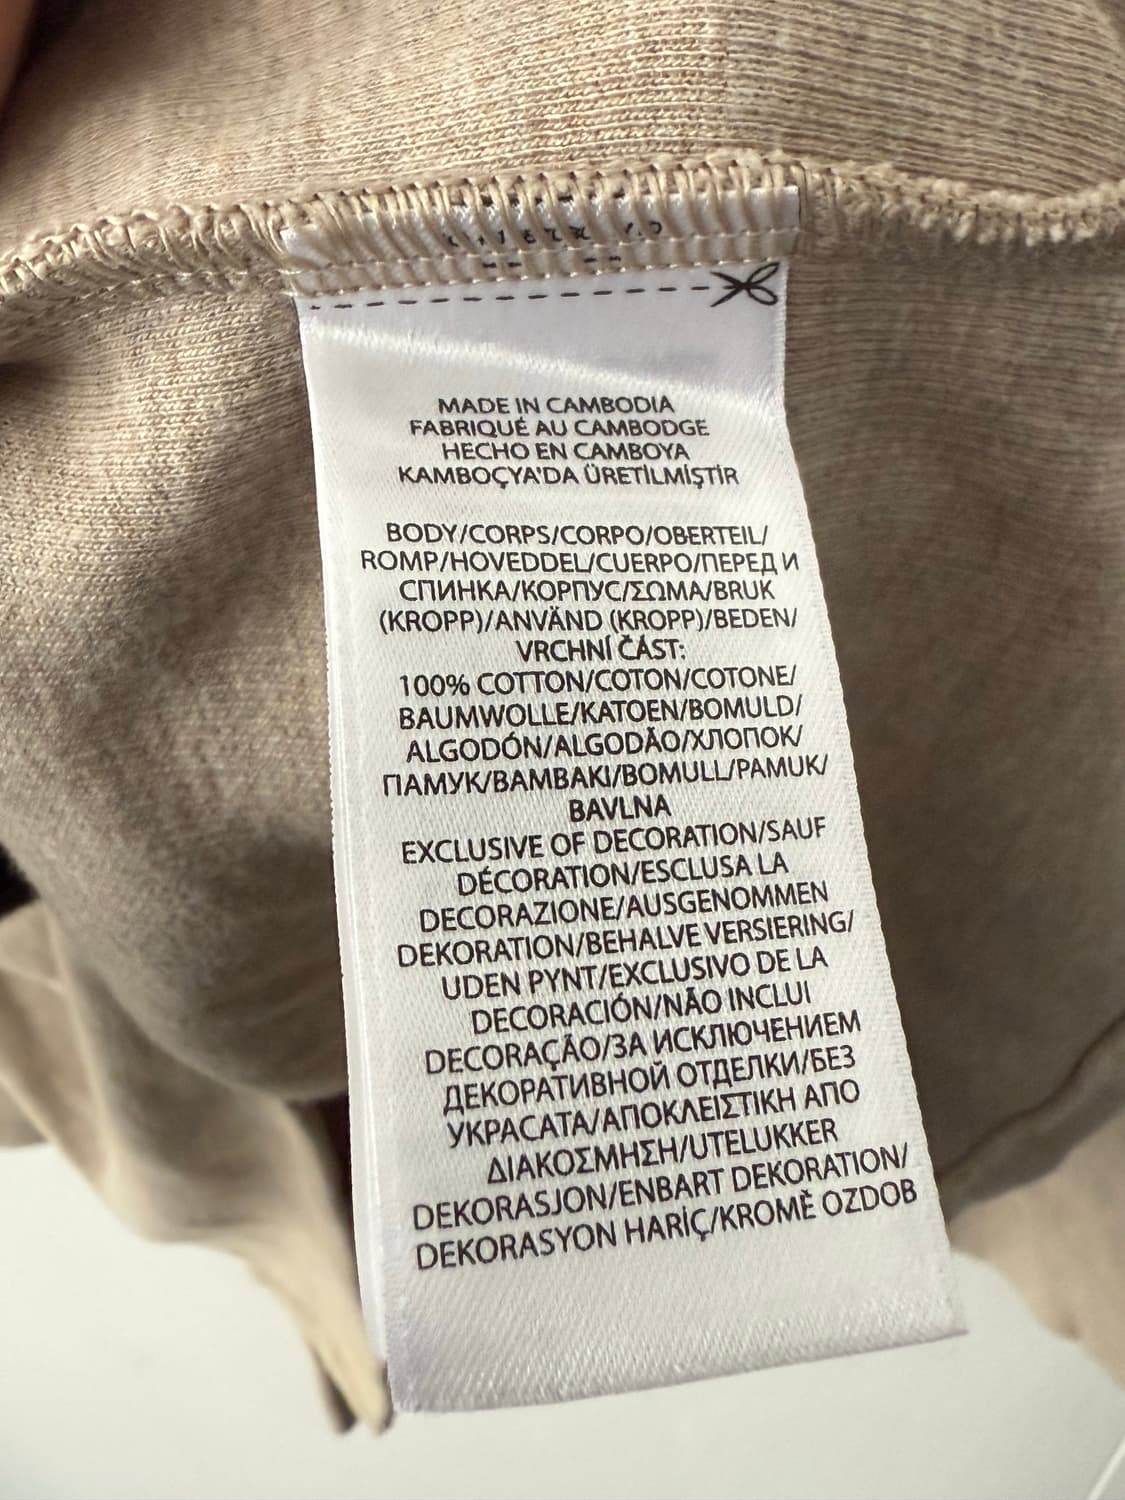 MADE IN CAMBODIA
FABRIQUÉ AU CAMBODGE
HECHO EN CAMBOYA
KAMBOÇYA'DA ÜRETİLMİŞTİR
BODY/CORPS/CORPO/OBERTEIL/
ROMP/HOVEDDEL/CUERPO/ПЕРЕД И
СПИНКА/КОРПУС/ΣΩΜΑ/BRUK
(KROPP)/ANVÄND (KROPP)/BEDEN/
VRCHNÍ ČÁST:
100% COTTON/COTON/COTONE/
BAUMWOLLE/KATOEN/BOMULD/
ALGODÓN/ALGODÃO/ХЛОПОК/
ПАМУК/ΒΑΜΒΑΚΙ/BOMULL/PAMUK/
BAVLNA
EXCLUSIVE OF DECORATION/SAUF
DÉCORATION/ESCLUSA LA
DECORAZIONE/AUSGENOMMEN
DEKORATION/BEHALVE VERSIERING/
UDEN PYNT/EXCLUSIVO DE LA
DECORACIÓN/NÃO INCLUI
DECORAÇÃO/ЗА ИСКЛЮЧЕНИЕМ
ДЕКОРАТИВНОЙ ОТДЕЛКИ/БЕЗ
УКРАСАТА/ΑΠΟΚΛΕΙΣΤΙΚΗ ΑΠΟ
ΔΙΑΚΟΣΜΗΣΗ/UTELUKKER
DEKORASJON/ENBART DEKORATION/
DEKORASYON HARİÇ/KROMĚ OZDOB